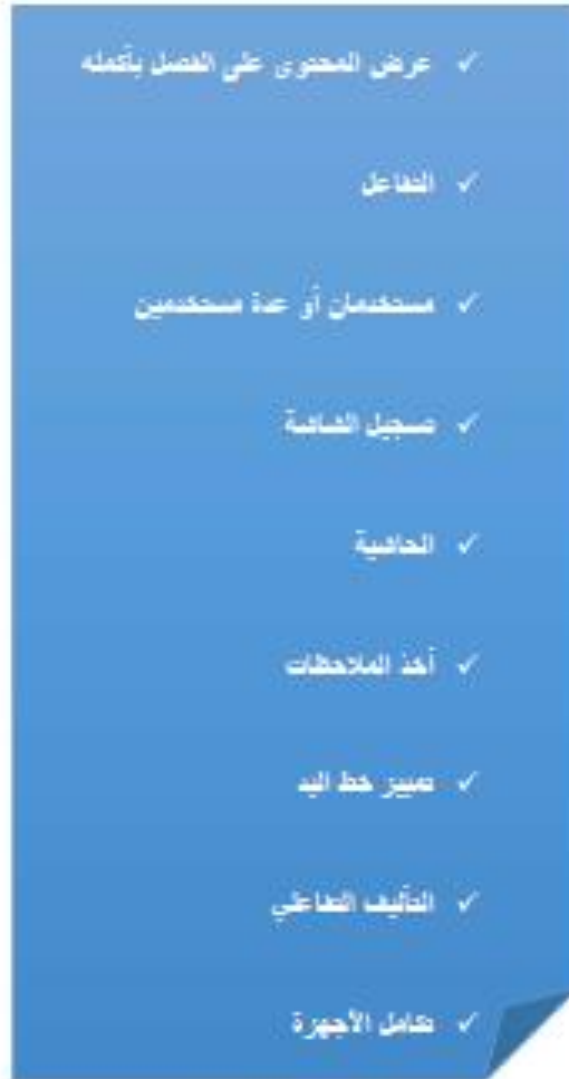 ✓ عرض المحتوى على الفصل بأكمله
✓ التفاعل
✓ مستخدمان أو عدة مستخدمين
✓ تسجيل الشاشة
✓ الحاشية
✓ أخذ الملاحظات
✓ تمييز خط اليد
✓ التأليف التفاعلي
✓ تكامل الأجهزة